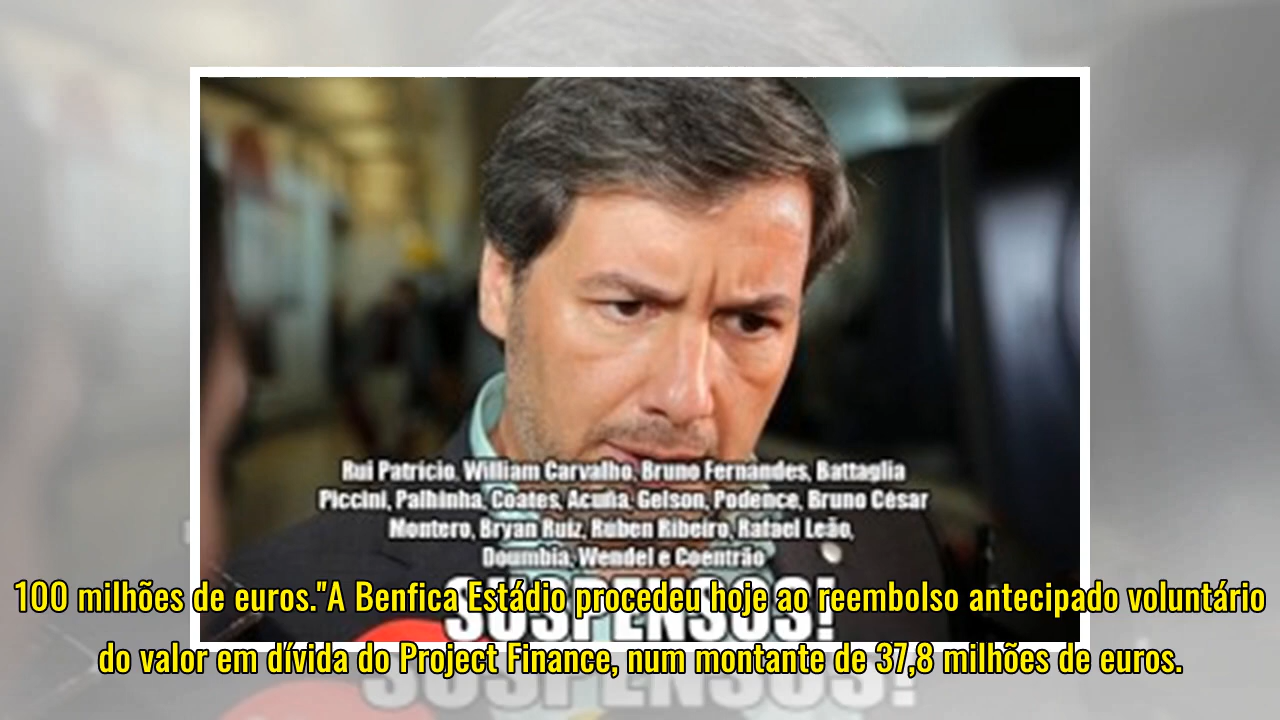 Rui Patrício, William Carvalho, Bruno Fernandes, Battaglia
Piccini, Palhinha, Coates, Acuña, Gelson, Podence, Bruno César
Montero, Bryan Ruiz, Rúben Ribeiro, Rafael Leão,
Doumbia, Wendel e Coentrão
SUSPENSOS!
100 milhões de euros."A Benfica Estádio procedeu hoje ao reembolso antecipado voluntário
do valor em dívida do Project Finance, num montante de 37,8 milhões de euros.
SUSPENSOS!